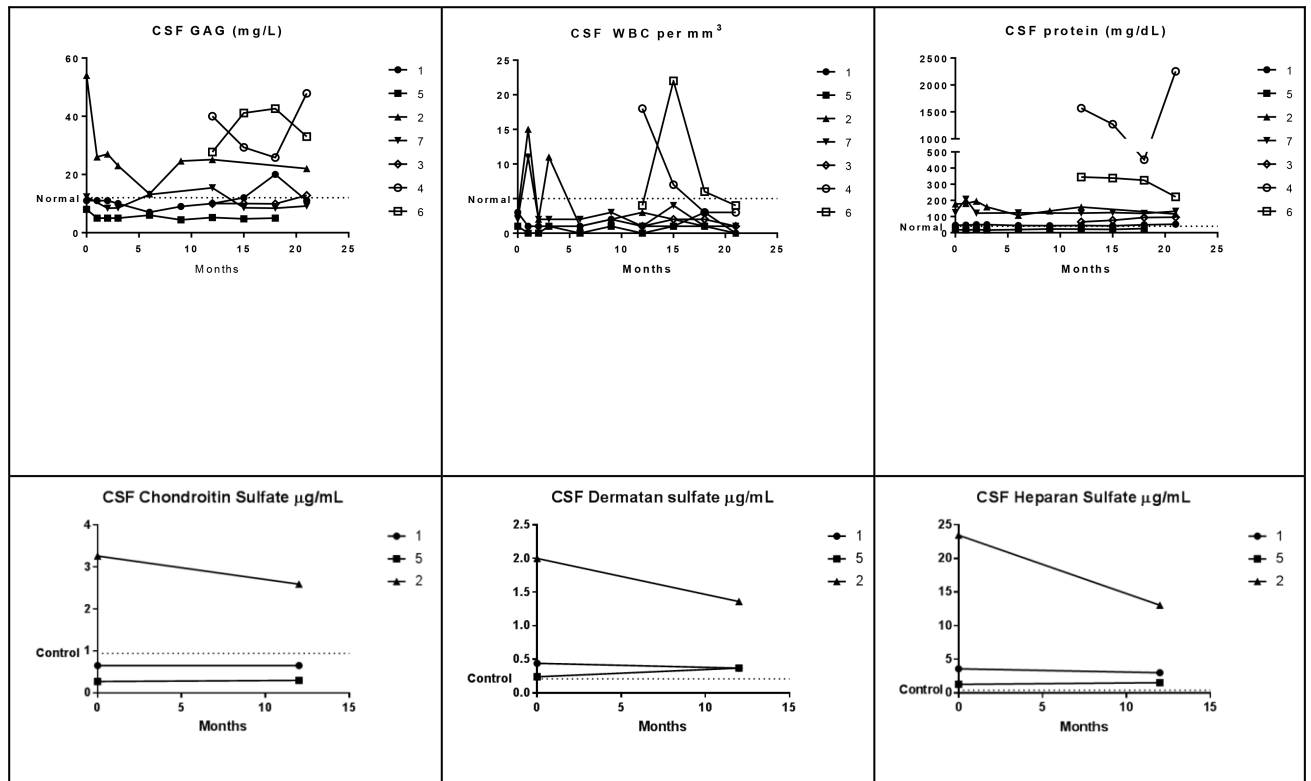 CSF GAG (mg/L)
60
40
20
Normal
0
0 5 10 15 20 25
Months
1
5
2
7
3
4
6
CSF WBC per mm³
25
20
15
10
Normal
0
0 5 10 15 20 25
Months
1
5
2
7
3
4
6
CSF protein (mg/dL)
2500
1500
1000
500
400
300
200
100
Normal
0
0 5 10 15 20 25
Months
1
5
2
7
3
4
6
CSF Chondroitin Sulfate μg/mL
4
3
2
Control 1
0
0 5 10 15
Months
1
5
2
CSF Dermatan sulfate μg/mL
2.5
2.0
1.5
1.0
0.5
Control
0.0
0 5 10 15
Months
1
5
2
CSF Heparan Sulfate μg/mL
25
20
15
10
5
Control 0
0 5 10 15
Months
1
5
2